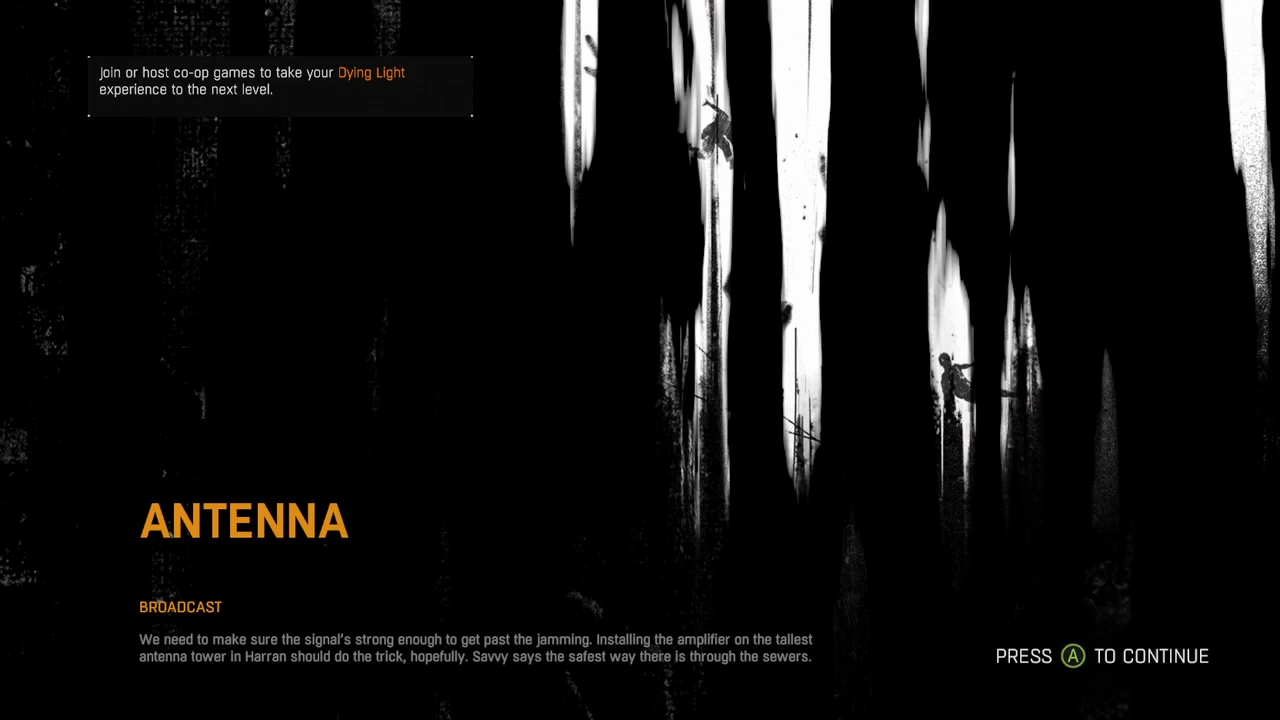 Join or host co-op games to take your Dying Light
experience to the next level.
ANTENNA
BROADCAST
We need to make sure the signal's strong enough to get past the jamming. Installing the amplifier on the tallest
antenna tower in Harran should do the trick, hopefully. Savvy says the safest way there is through the sewers.
PRESS A TO CONTINUE